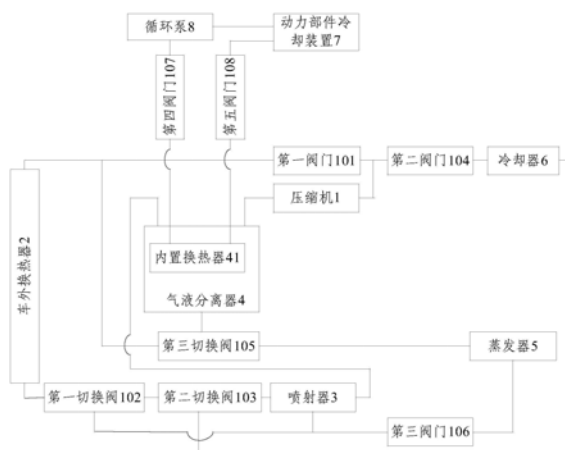 循环泵8
动力部件冷
却装置7
第四阀门107
第五阀门108
第一阀门101
第二阀门104
冷却器6
压缩机1
车外换热器2
内置换热器41
气液分离器4
第三切换阀105
蒸发器5
第一切换阀102
第二切换阀103
喷射器3
第三阀门106